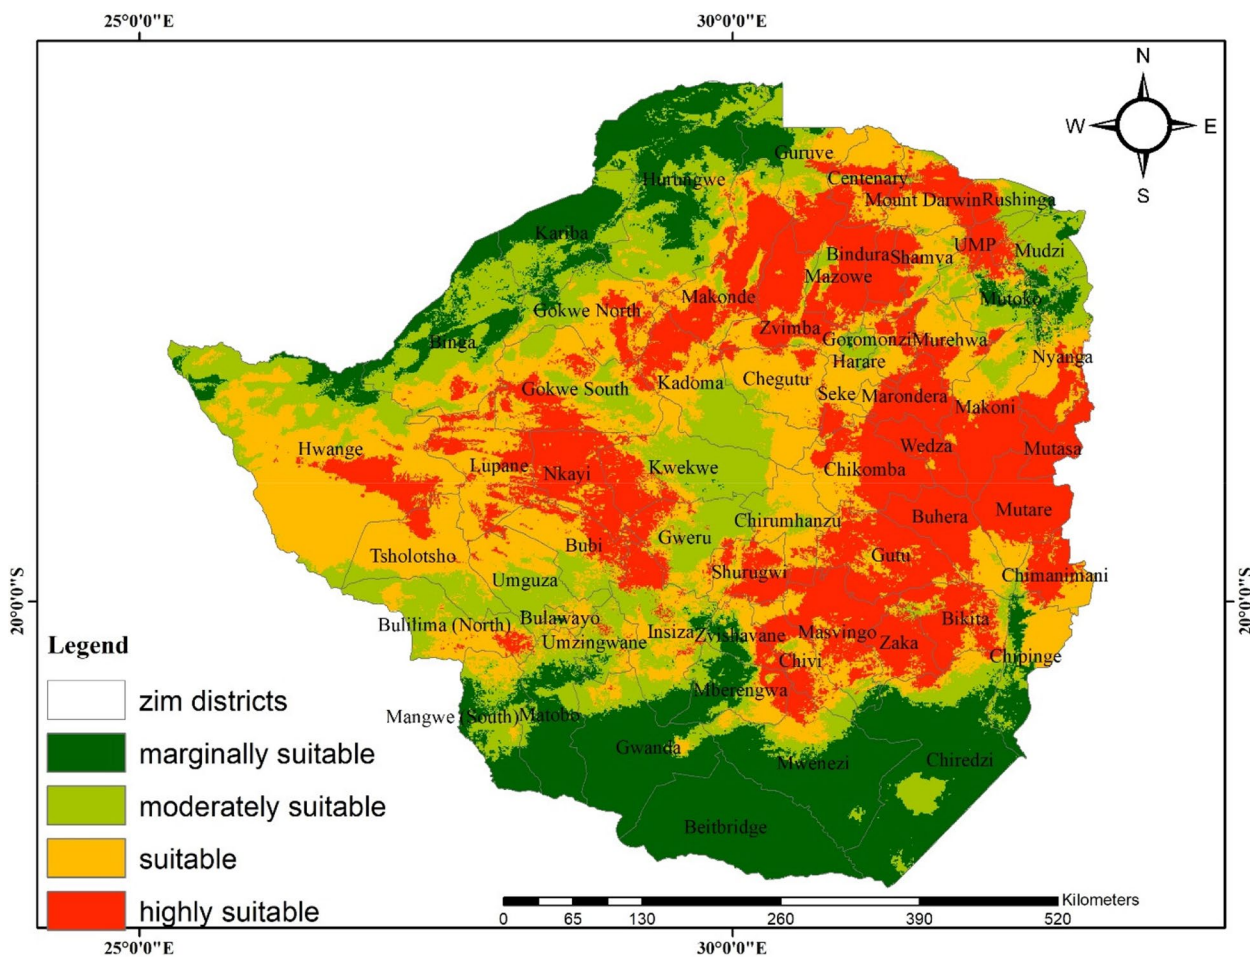 25°0'0"E 30°0'0"E
N
W E
S
Guruve
Centenary
Hurungwe
Mount Darwin Rushinga
Kariba
UMP Mudzi
Bindura Shamva
Mazowe
Makonde Mutoko
Gokwe North
Zvimba
Binga Goromonzi Murehwa
Harare Nyanga
Gokwe South Kadoma Chegutu
Seke Marondera
Makoni
Hwange Wedza Mutasa
Lupane Nkayi Kwekwe Chikomba
Chirumhanzu Buhera Mutare
Gweru
Tsholotsho Bubi Gutu
Umguza Shurugwi Chimanimani
20°0'0"S 20°0'0"S
Bulilima (North) Bulawayo Bikita
Umzingwane Insiza Zvishavane Masvingo Zaka
Chivi Chipinge
Mberengwa
Mangwe (South) Matobo
Gwanda Mwenezi Chiredzi
Beitbridge
Legend
zim districts
marginally suitable
moderately suitable
suitable
highly suitable
Kilometers
0 65 130 260 390 520
25°0'0"E 30°0'0"E